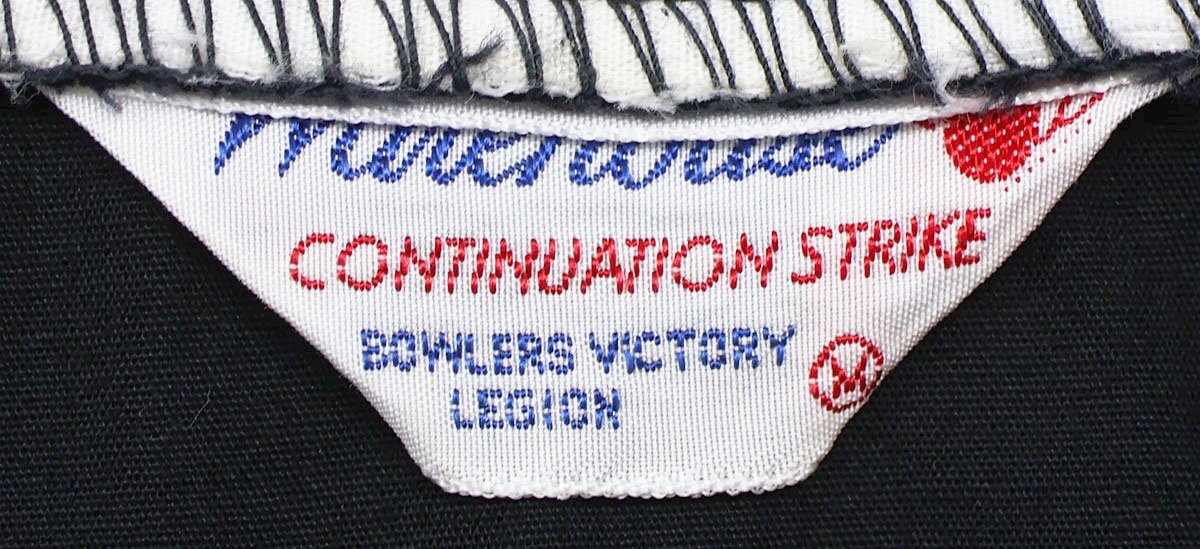 CONTINUATION STRIKE
BOWLERS VICTORY
LEGION